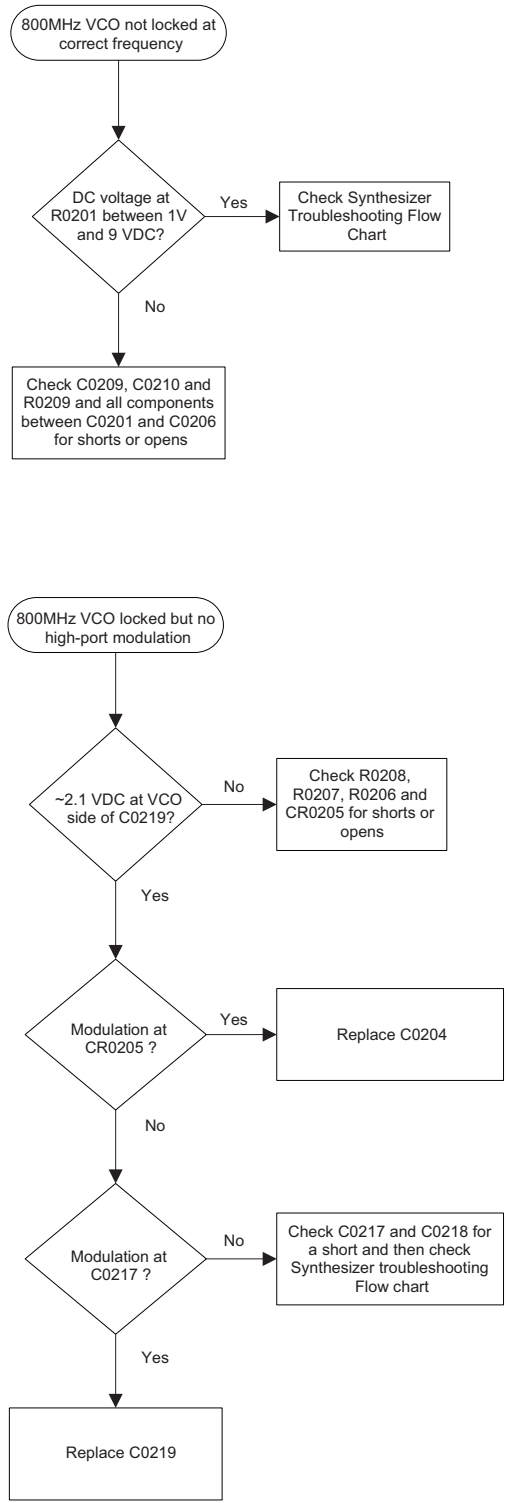 800MHz VCO not locked at
correct frequency
DC voltage at
R0201 between 1V
and 9 VDC?
Yes
Check Synthesizer
Troubleshooting Flow
Chart
No
Check C0209, C0210 and
R0209 and all components
between C0201 and C0206
for shorts or opens
800MHz VCO locked but no
high-port modulation
~2.1 VDC at VCO
side of C0219?
No
Check R0208,
R0207, R0206 and
CR0205 for shorts or
opens
Yes
Modulation at
CR0205 ?
Yes
Replace C0204
No
Modulation at
C0217 ?
No
Check C0217 and C0218 for
a short and then check
Synthesizer troubleshooting
Flow chart
Yes
Replace C0219